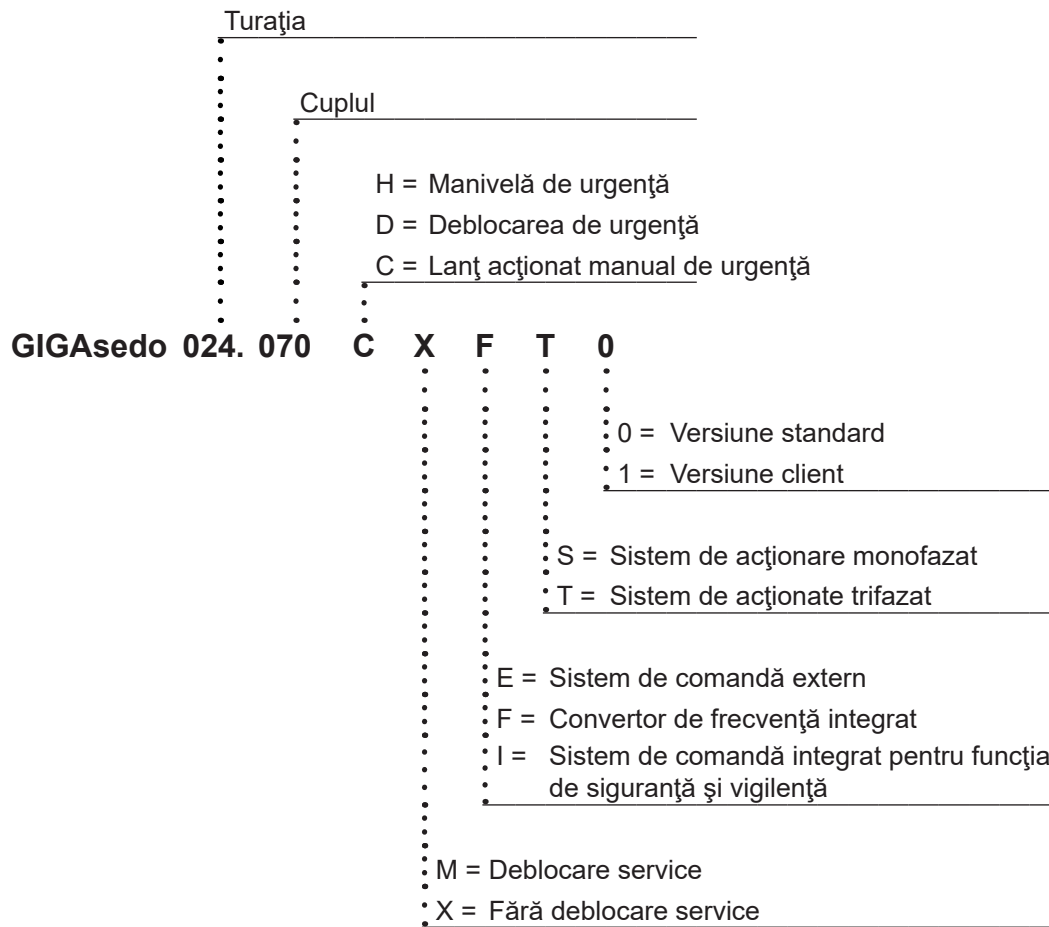 Turaţia
Cuplul
H = Manivelă de urgenţă
D = Deblocarea de urgenţă
C = Lanţ acţionat manual de urgenţă
GIGAsedo 024. 070 C X F T 0
0 = Versiune standard
1 = Versiune client
S = Sistem de acţionare monofazat
T = Sistem de acţionate trifazat
E = Sistem de comandă extern
F = Convertor de frecvenţă integrat
I = Sistem de comandă integrat pentru funcţia
de siguranţă şi vigilenţă
M = Deblocare service
X = Fără deblocare service